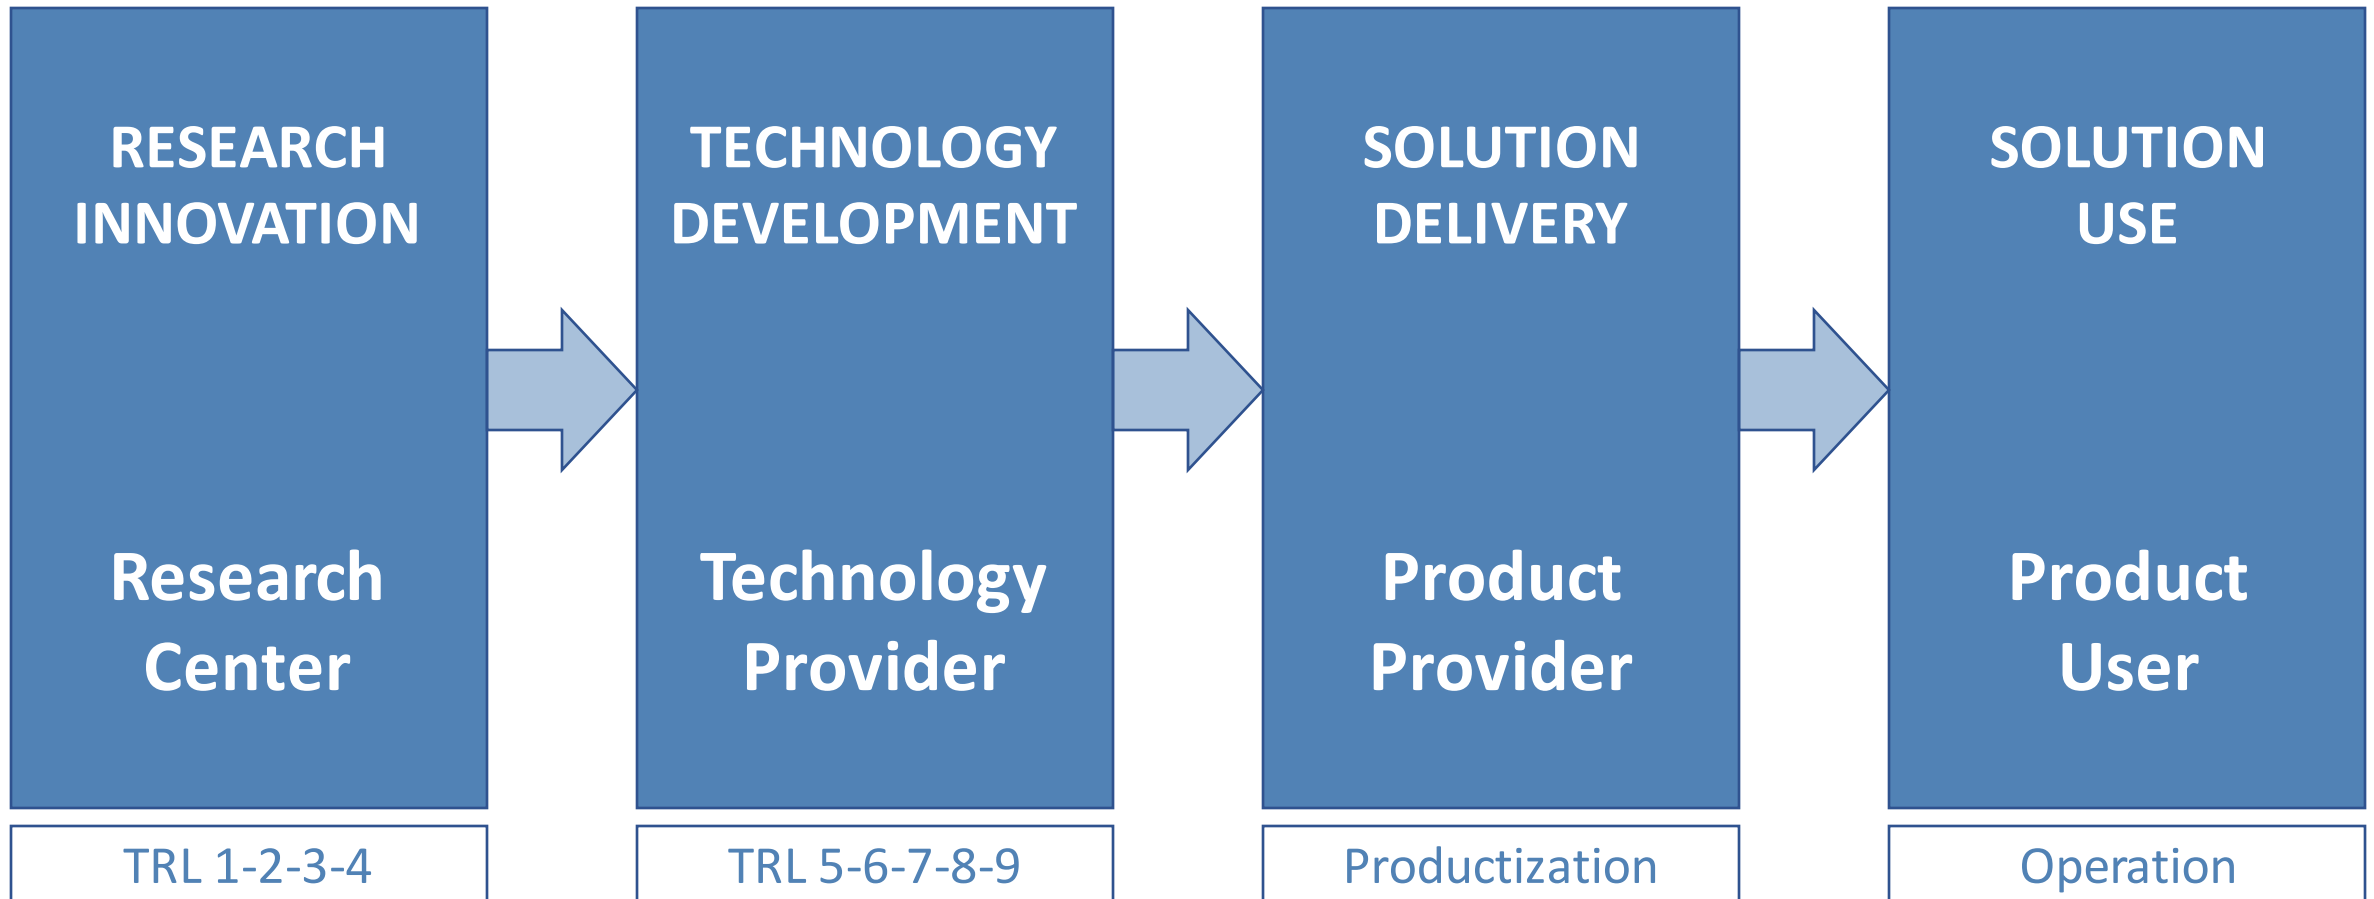 RESEARCH
INNOVATION
Research
Center
TRL 1-2-3-4
TECHNOLOGY
DEVELOPMENT
Technology
Provider
TRL 5-6-7-8-9
SOLUTION
DELIVERY
Product
Provider
Productization
SOLUTION
USE
Product
User
Operation